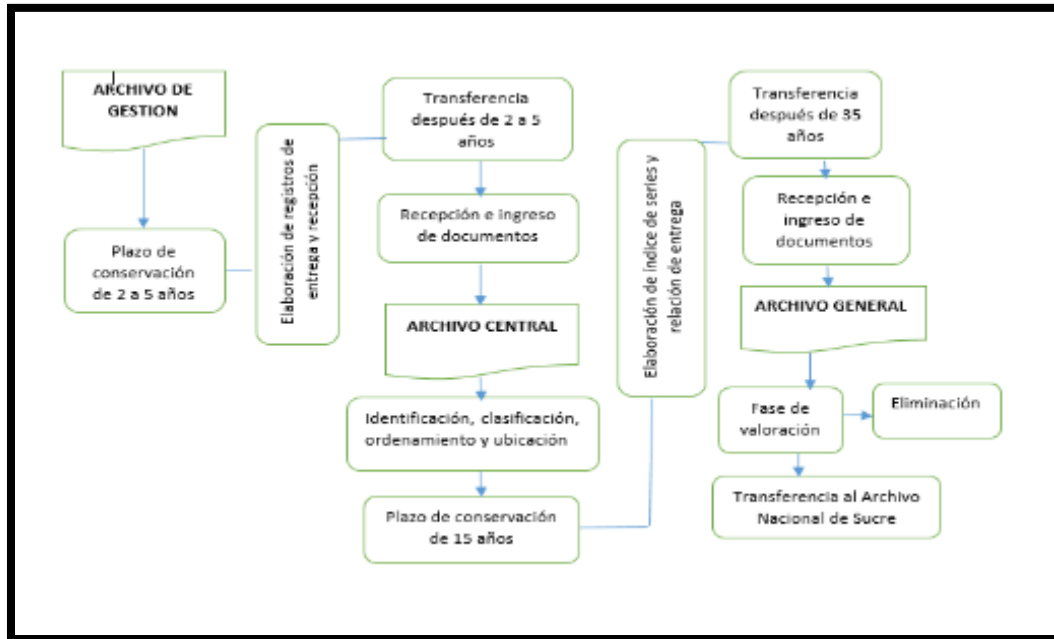 ARCHIVO DE
GESTION
Plazo de
conservación
de 2 a 5 años
Elaboración de registros de
entrega y recepción
Transferencia
después de 2 a 5
años
Recepción e ingreso
de documentos
ARCHIVO CENTRAL
Identificación, clasificación,
ordenamiento y ubicación
Plazo de conservación
de 15 años
Elaboración de índice de series y
relación de entrega
Transferencia
después de 35
años
Recepción e
ingreso de
documentos
ARCHIVO GENERAL
Fase de
valoración
Eliminación
Transferencia al Archivo
Nacional de Sucre